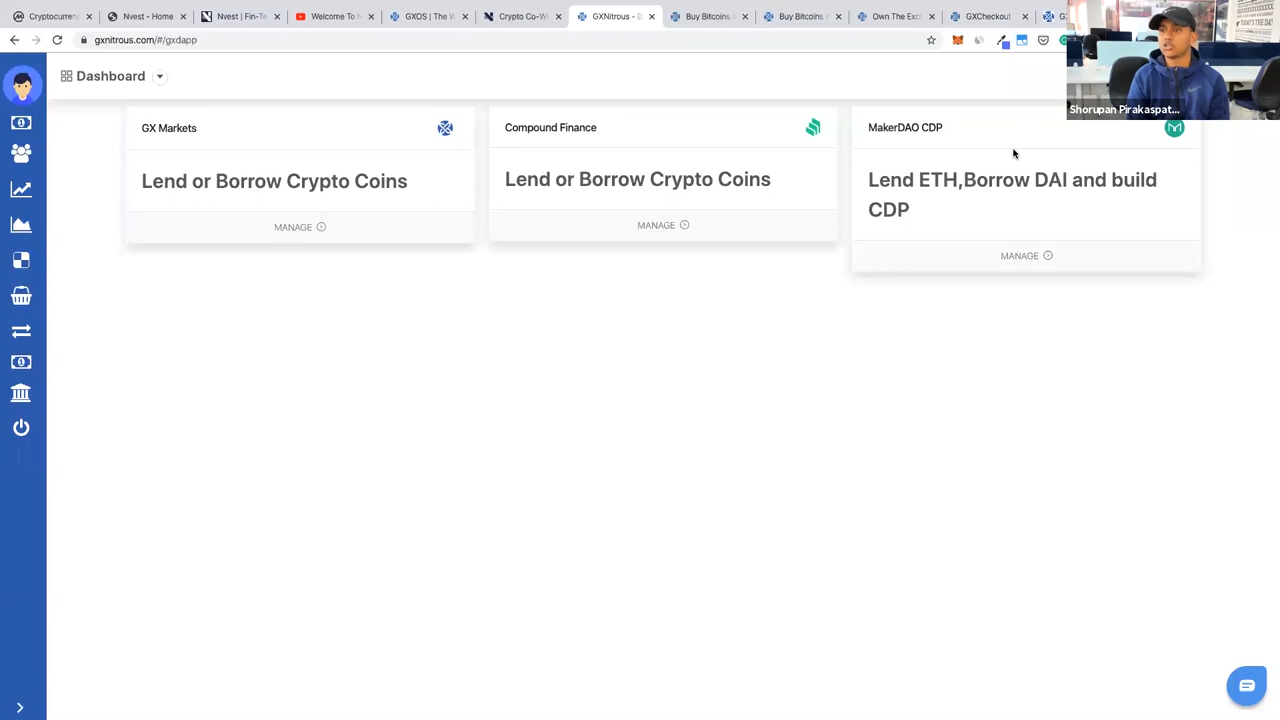 Cryptocurren
Nvest - Home
Nvest | Fin-Te
Welcome To N
GXOS | The W
Crypto Co-W
GXNitrous - B
Buy Bitcoins
Buy Bitcoins
Own The Exc
GXCheckout
gxnitrous.com/#/gxdapp
Dashboard
Shorupan Pirakaspat...
GX Markets
Lend or Borrow Crypto Coins
MANAGE
Compound Finance
Lend or Borrow Crypto Coins
MANAGE
MakerDAO CDP
Lend ETH,Borrow DAI and build
CDP
MANAGE